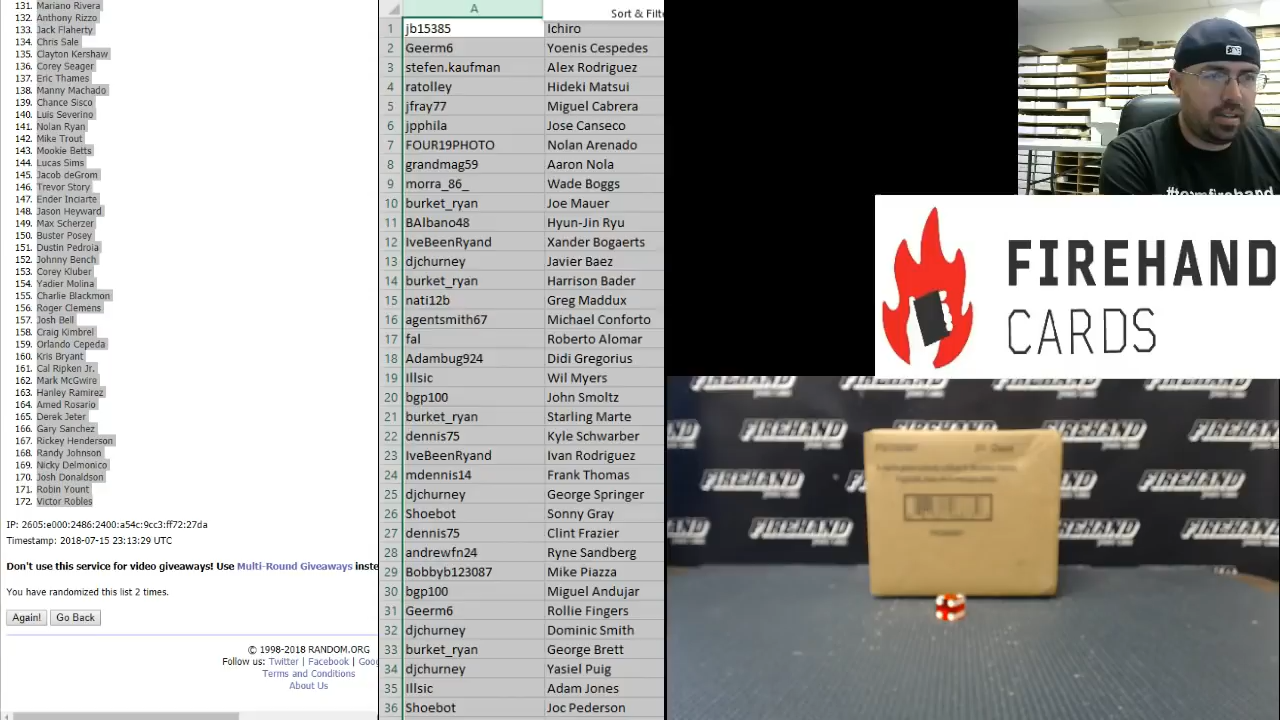 131. Mariano Rivera
132. Anthony Rizzo
133. Jack Flaherty
134. Chris Sale
135. Clayton Kershaw
136. Corey Seager
137. Eric Thames
138. Manny Machado
139. Chance Sisco
140. Luis Severino
141. Nolan Ryan
142. Mike Trout
143. Mookie Betts
144. Lucas Sims
145. Jacob deGrom
146. Trevor Story
147. Ender Inciarte
148. Jason Heyward
149. Max Scherzer
150. Buster Posey
151. Dustin Pedroia
152. Johnny Bench
153. Corey Kluber
154. Yadier Molina
155. Charlie Blackmon
156. Roger Clemens
157. Josh Bell
158. Craig Kimbrel
159. Orlando Cepeda
160. Kris Bryant
161. Cal Ripken Jr.
162. Mark McGwire
163. Hanley Ramirez
164. Amed Rosario
165. Derek Jeter
166. Gary Sanchez
167. Rickey Henderson
168. Randy Johnson
169. Nicky Delmonico
170. Josh Donaldson
171. Robin Yount
172. Victor Robles
IP: 2605:e000:2486:2400:a54c:9cc3:ff72:27da
Timestamp: 2018-07-15 23:13:29 UTC
Don't use this service for video giveaways! Use Multi-Round Giveaways inste
You have randomized this list 2 times.
Again! Go Back
© 1998-2018 RANDOM.ORG
Follow us: Twitter | Facebook | Goo
Terms and Conditions
About Us
A Sort & Filte
1 jb15385 Ichiro
2 Geerm6 Yoenis Cespedes
3 stefen.kaufman Alex Rodriguez
4 ratolley Hideki Matsui
5 jfray77 Miguel Cabrera
6 jpphila Jose Canseco
7 FOUR19PHOTO Nolan Arenado
8 grandmag59 Aaron Nola
9 morra_86_ Wade Boggs
10 burket_ryan Joe Mauer
11 BAlbano48 Hyun-Jin Ryu
12 IveBeenRyand Xander Bogaerts
13 djchurney Javier Baez
14 burket_ryan Harrison Bader
15 nati12b Greg Maddux
16 agentsmith67 Michael Conforto
17 fal Roberto Alomar
18 Adambug924 Didi Gregorius
19 Illsic Wil Myers
20 bgp100 John Smoltz
21 burket_ryan Starling Marte
22 dennis75 Kyle Schwarber
23 IveBeenRyand Ivan Rodriguez
24 mdennis14 Frank Thomas
25 djchurney George Springer
26 Shoebot Sonny Gray
27 dennis75 Clint Frazier
28 andrewfn24 Ryne Sandberg
29 Bobbyb123087 Mike Piazza
30 bgp100 Miguel Andujar
31 Geerm6 Rollie Fingers
32 djchurney Dominic Smith
33 burket_ryan George Brett
34 djchurney Yasiel Puig
35 Illsic Adam Jones
36 Shoebot Joc Pederson
#teamfirehand
FIREHAND
CARDS
FIREHAND FIREHAND
FIREHAND FIREHAND
FIREHAND FIREHAND